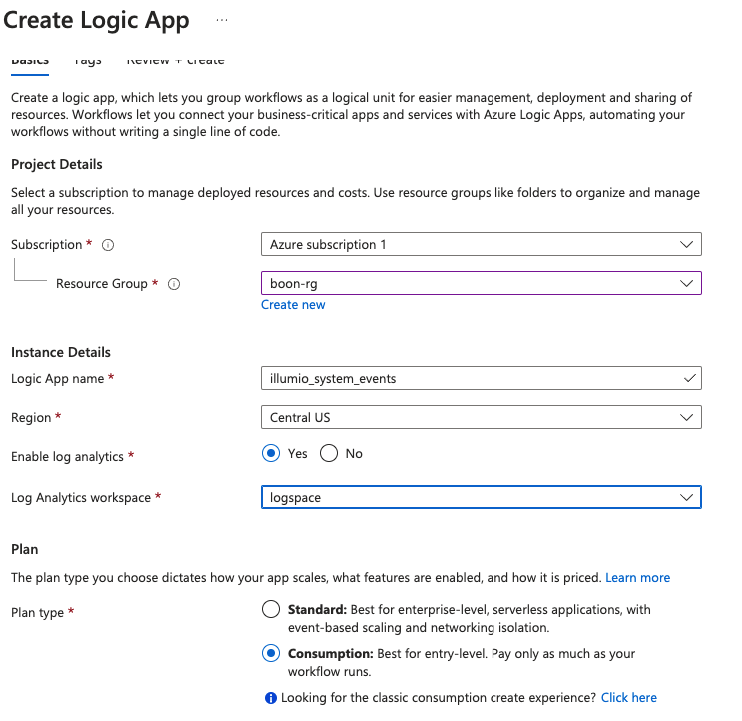 Create Logic App ...
Basics Tags Review + create
Create a logic app, which lets you group workflows as a logical unit for easier management, deployment and sharing of
resources. Workflows let you connect your business-critical apps and services with Azure Logic Apps, automating your
workflows without writing a single line of code.
Project Details
Select a subscription to manage deployed resources and costs. Use resource groups like folders to organize and manage
all your resources.
Subscription * Azure subscription 1
Resource Group * boon-rg
Create new
Instance Details
Logic App name * illumio_system_events
Region * Central US
Enable log analytics * Yes No
Log Analytics workspace * logspace
Plan
The plan type you choose dictates how your app scales, what features are enabled, and how it is priced. Learn more
Plan type * Standard: Best for enterprise-level, serverless applications, with
event-based scaling and networking isolation.
Consumption: Best for entry-level. Pay only as much as your
workflow runs.
Looking for the classic consumption create experience? Click here